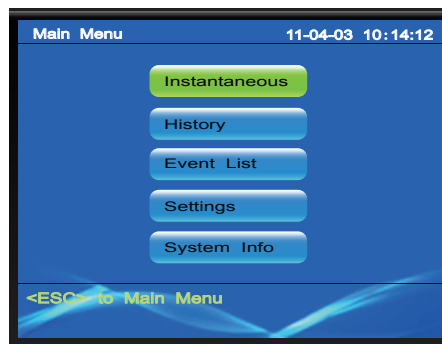 Main Menu 11-04-03 10:14:12
Instantaneous
History
Event List
Settings
System Info
<ESC> to Main Menu